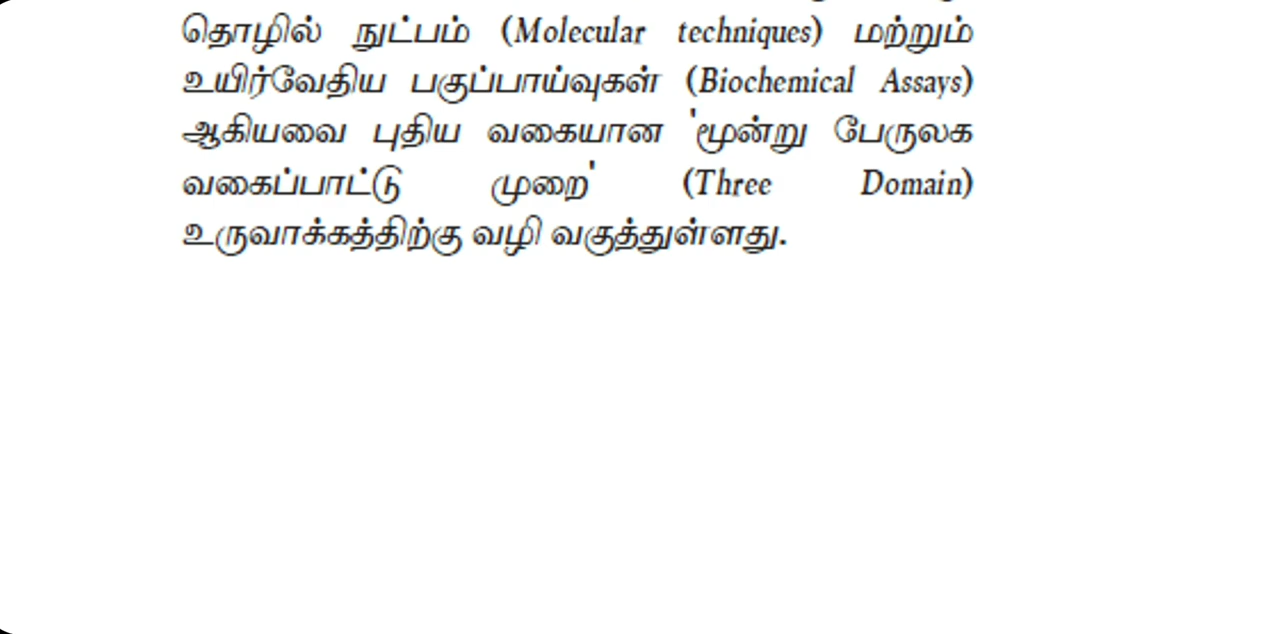 தொழில் நுட்பம் (Molecular techniques) மற்றும்
உயிர்வேதிய பகுப்பாய்வுகள் (Biochemical Assays)
ஆகியவை புதிய வகையான 'மூன்று பேருலக
வகைப்பாட்டு முறை' (Three Domain)
உருவாக்கத்திற்கு வழி வகுத்துள்ளது.